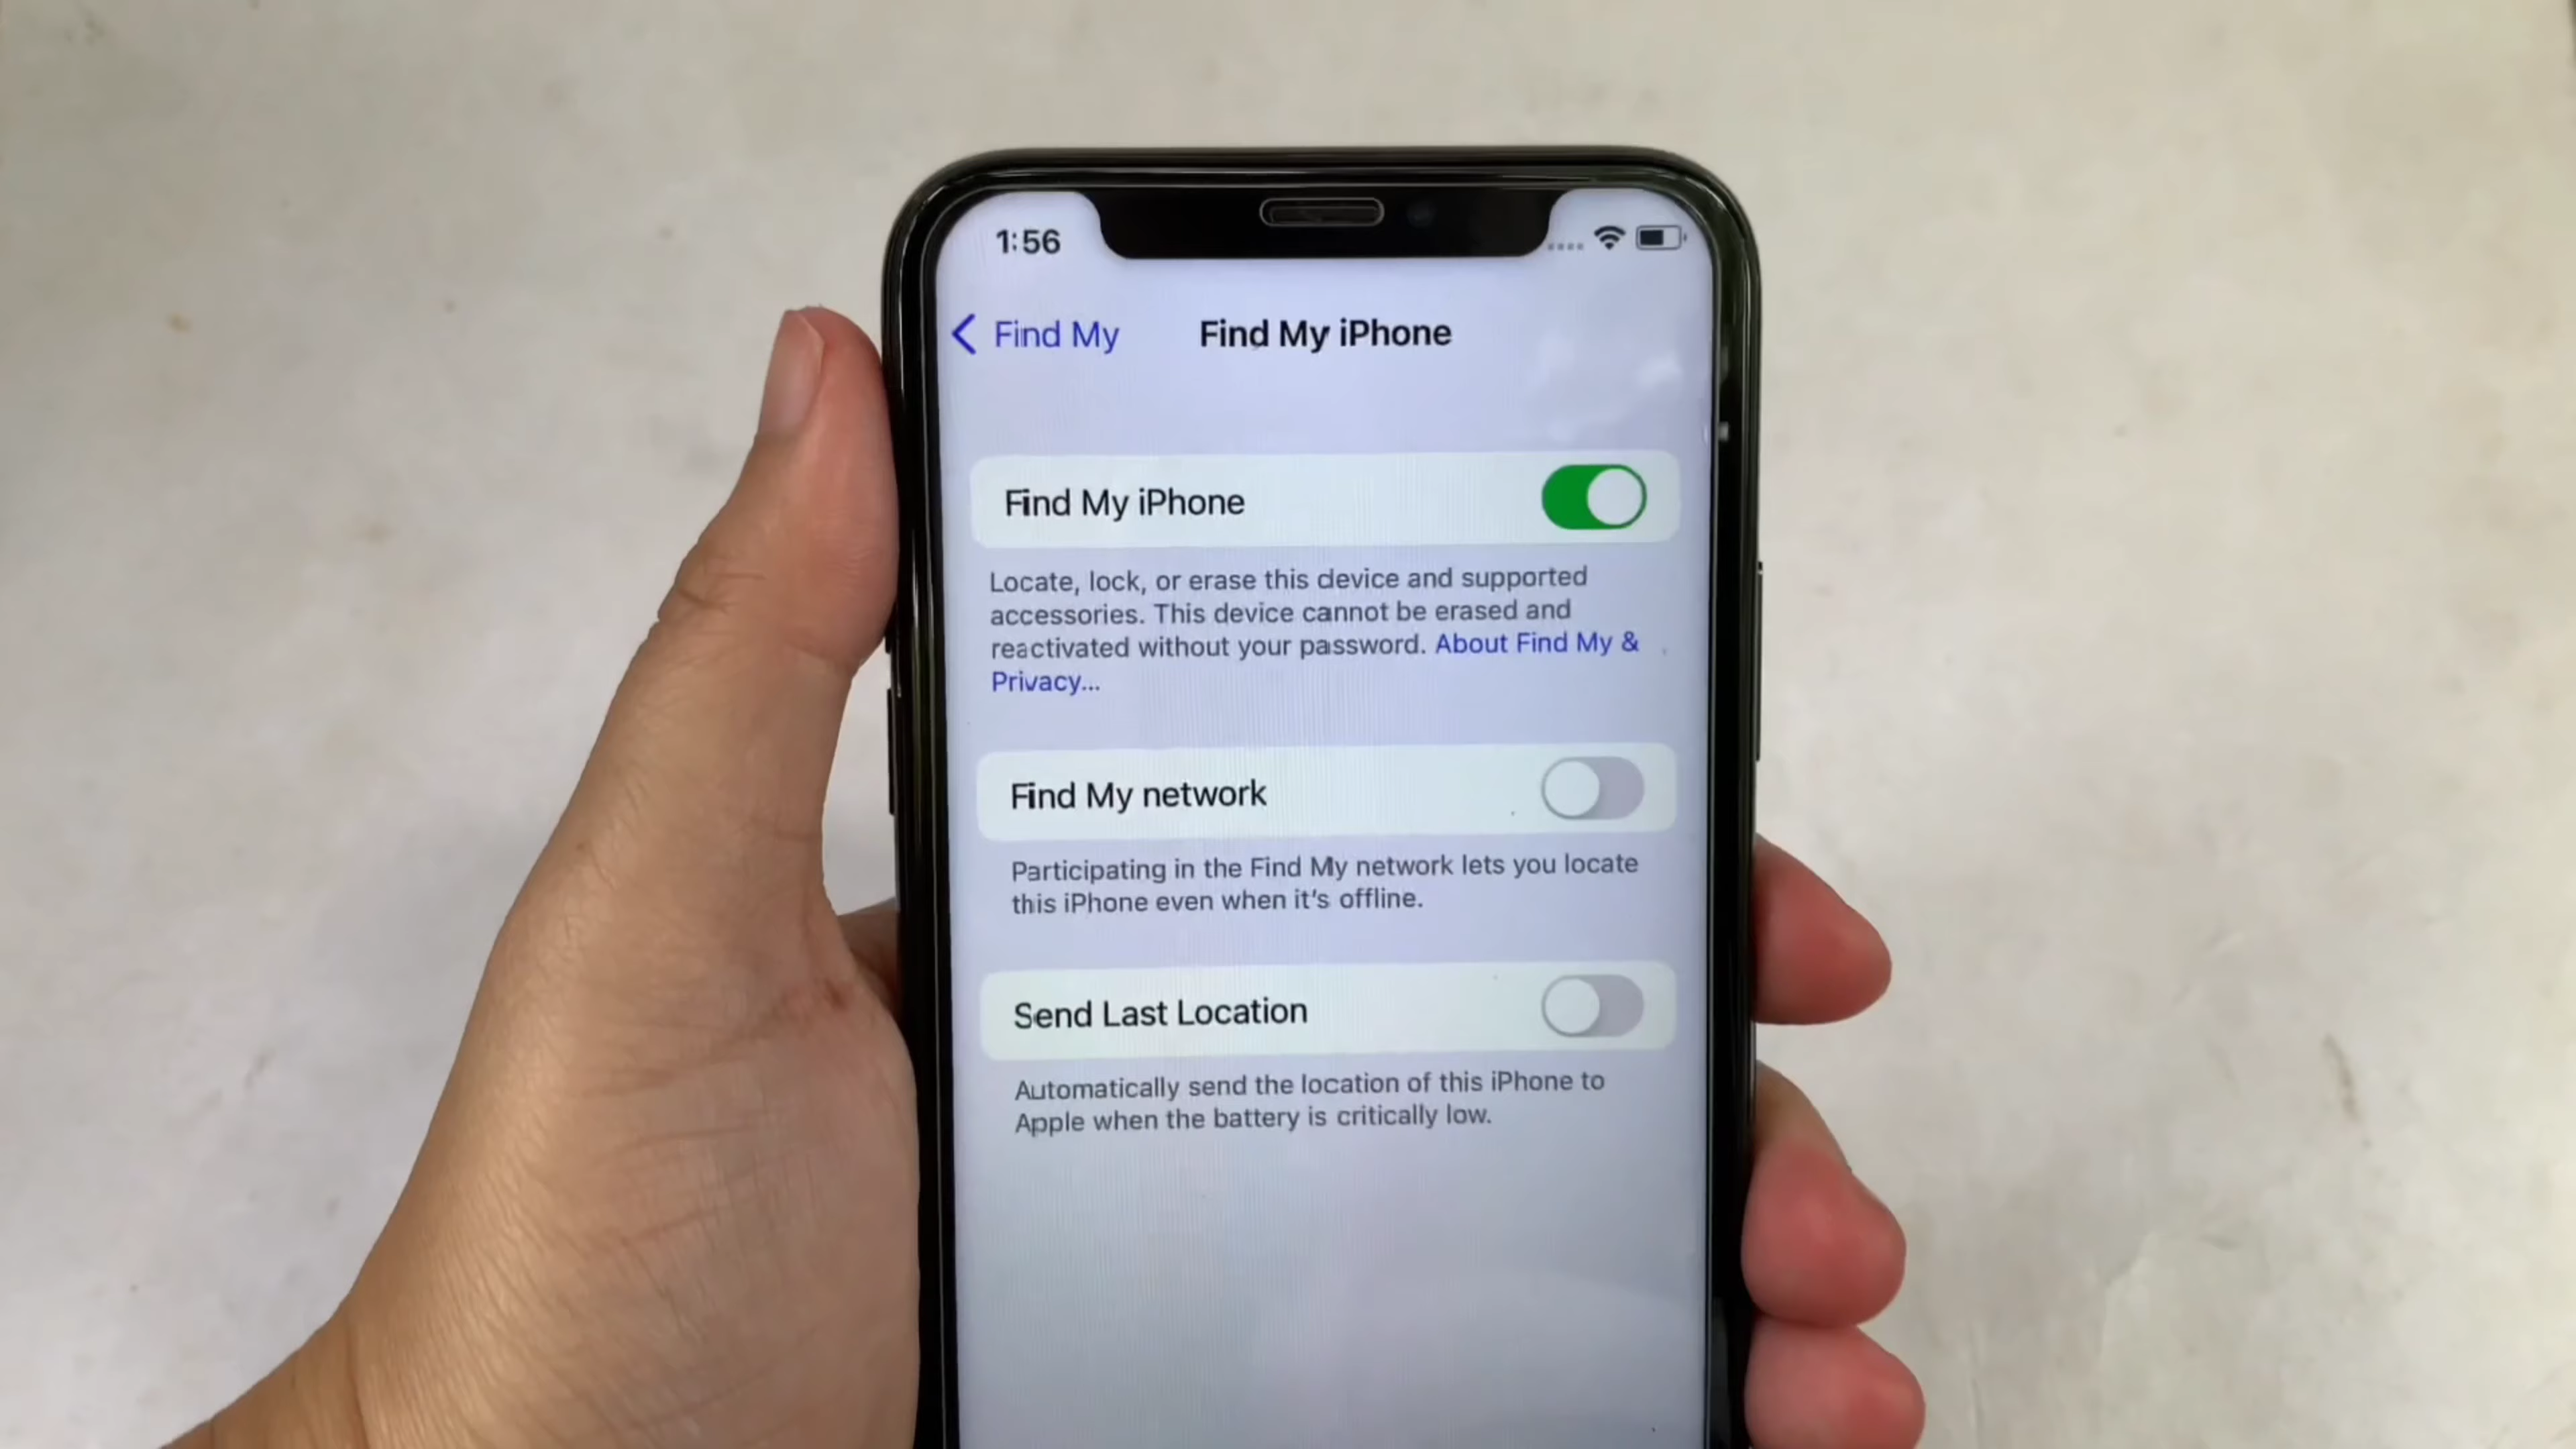 1:56
Find My
Find My iPhone
Find My iPhone
Locate, lock, or erase this device and supported
accessories. This device cannot be erased and
reactivated without your password. About Find My &
Privacy...
Find My network
Participating in the Find My network lets you locate
this iPhone even when it's offline.
Send Last Location
Automatically send the location of this iPhone to
Apple when the battery is critically low.